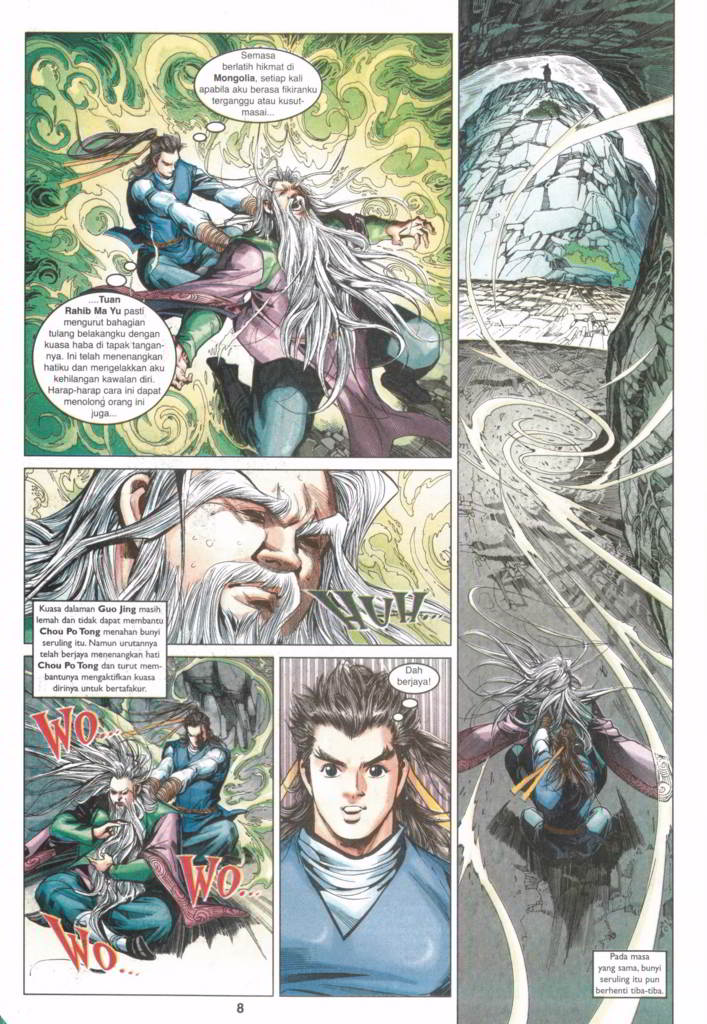 Semasa
berlatih hikmat di
Mongolia, setiap kali
apabila aku berasa fikiranku
terganggu atau kusut-
masai...
....Tuan
Rahib Ma Yu pasti
mengurut bahagian
tulang belakangku dengan
kuasa haba di tapak tangan-
nya. Ini telah menenangkan
hatiku dan mengelakkan aku
kehilangan kawalan diri.
Harap-harap cara ini dapat
menolong orang ini
juga...
HUH...
Kuasa dalaman Guo Jing masih
lemah dan tidak dapat membantu
Chou Po Tong menahan bunyi
seruling itu. Namun urutannya
telah berjaya menenangkan hati
Chou Po Tong dan turut mem-
bantunya mengaktifkan kuasa
dirinya untuk bertafakur.
WO...
WO...
WO...
Dah
berjaya!
Pada masa
yang sama, bunyi
seruling itu pun
berhenti tiba-tiba.
8